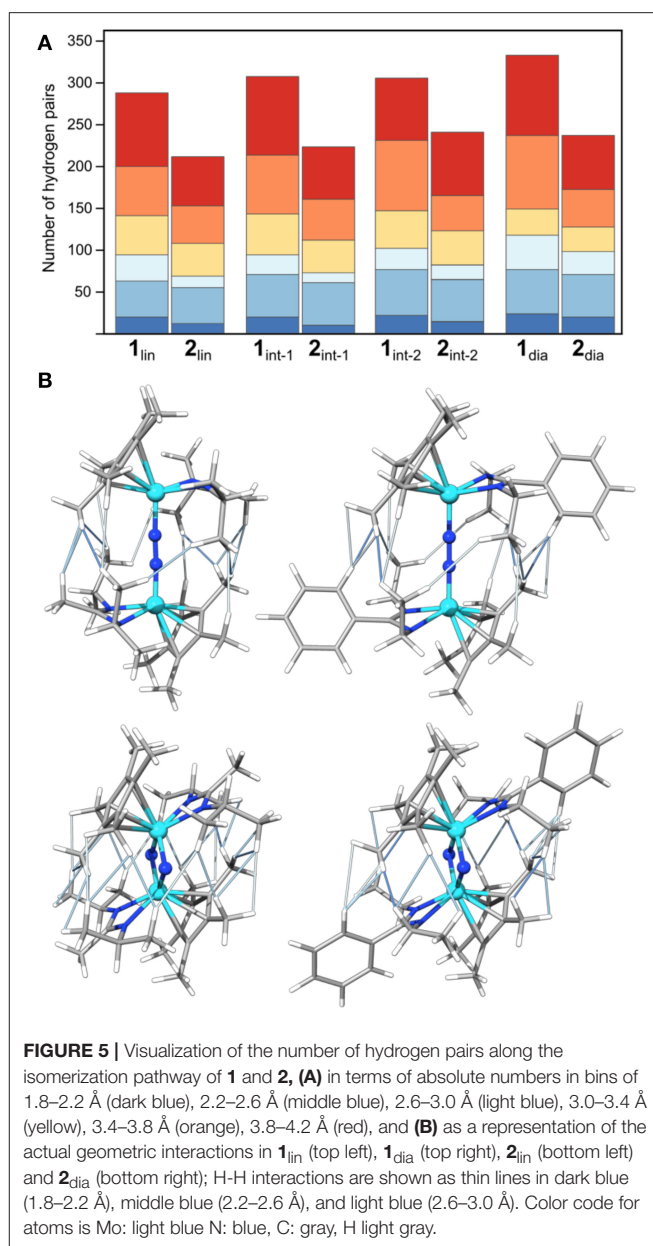 A
350
300
250
200
150
100
50
Number of hydrogen pairs
1lin 2lin 1int-1 2int-1 1int-2 2int-2 1dia 2dia
B
FIGURE 5 | Visualization of the number of hydrogen pairs along the
isomerization pathway of 1 and 2, (A) in terms of absolute numbers in bins of
1.8–2.2 Å (dark blue), 2.2–2.6 Å (middle blue), 2.6–3.0 Å (light blue), 3.0–3.4 Å
(yellow), 3.4–3.8 Å (orange), 3.8–4.2 Å (red), and (B) as a representation of the
actual geometric interactions in 1lin (top left), 1dia (top right), 2lin (bottom left)
and 2dia (bottom right); H-H interactions are shown as thin lines in dark blue
(1.8–2.2 Å), middle blue (2.2–2.6 Å), and light blue (2.6–3.0 Å). Color code for
atoms is Mo: light blue N: blue, C: gray, H light gray.